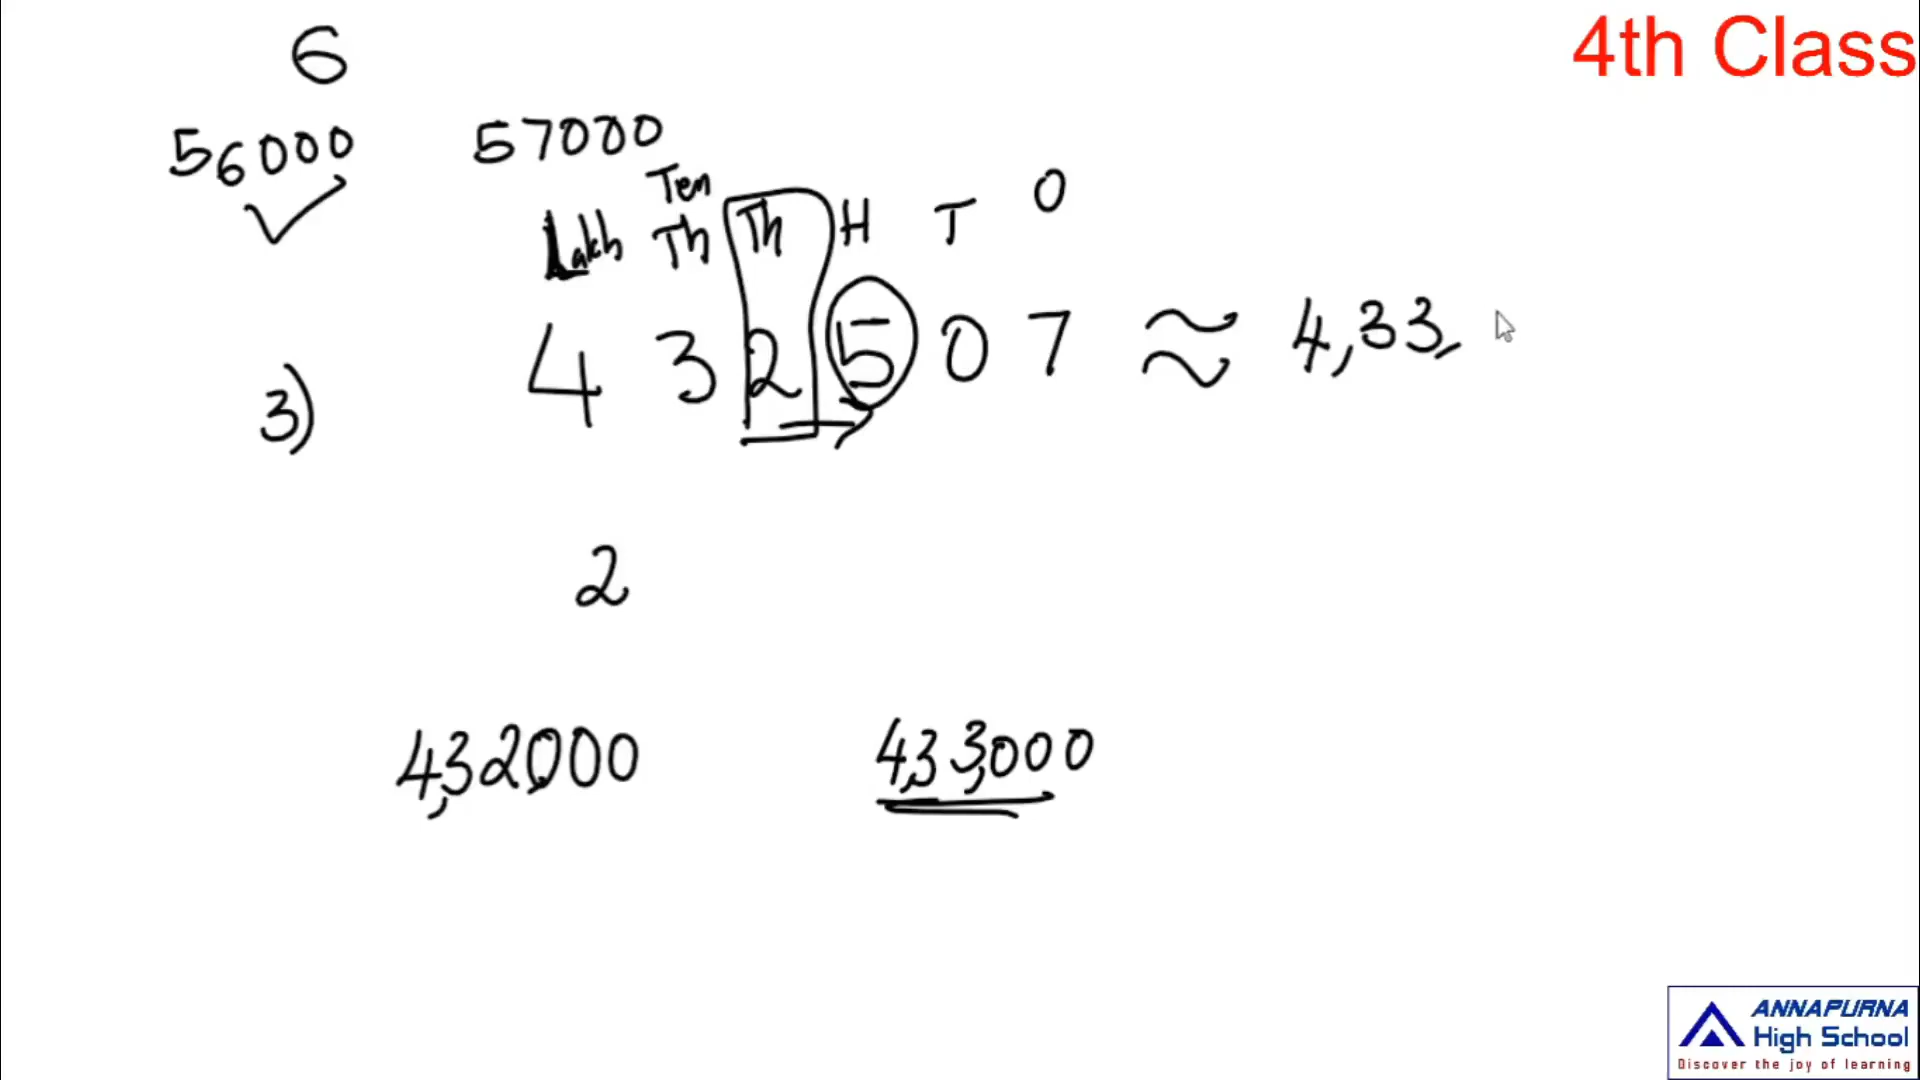 4th Class
6
56000 57000
Lakh Ten Th Th H T O
3) 4 3 2 5 0 7 ≈ 4,33,
2
4,32,000 4,33,000
ANNAPURNA
High School
Discover the joy of learning